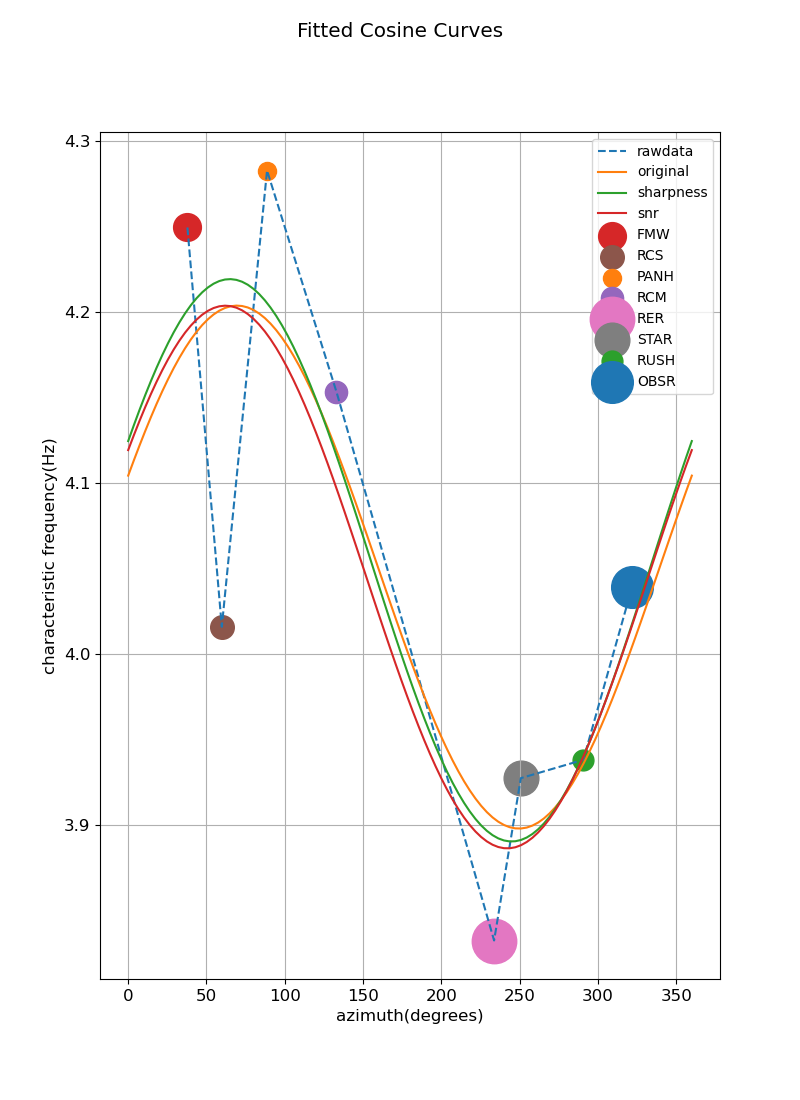 Fitted Cosine Curves
4.3
4.2
4.1
4.0
3.9
characteristic frequency(Hz)
rawdata
original
sharpness
snr
FMW
RCS
PANH
RCM
RER
STAR
RUSH
OBSR
0 50 100 150 200 250 300 350
azimuth(degrees)